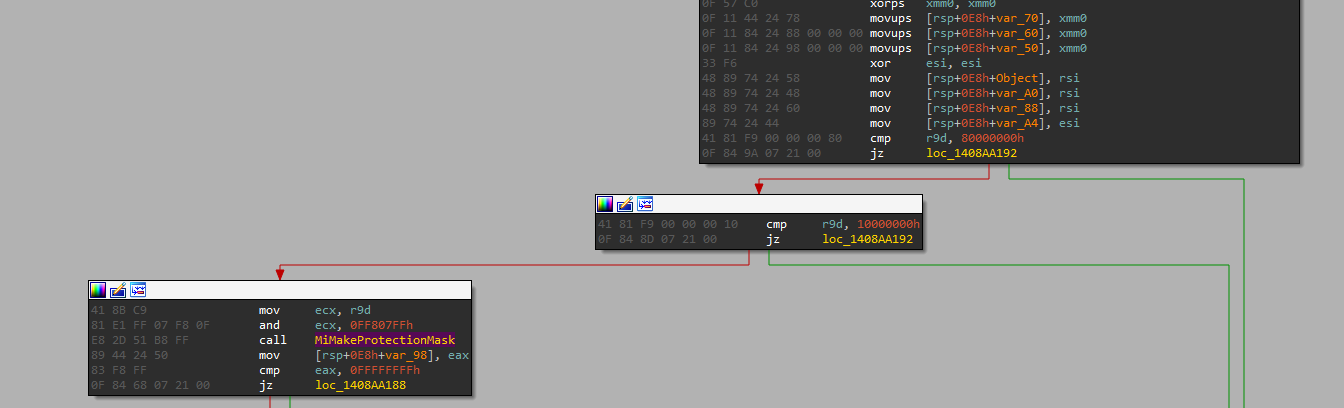 0F 57 C0 xorps xmm0, xmm0
0F 11 44 24 78 movups [rsp+0E8h+var_70], xmm0
0F 11 84 24 88 00 00 00 movups [rsp+0E8h+var_60], xmm0
0F 11 84 24 98 00 00 00 movups [rsp+0E8h+var_50], xmm0
33 F6 xor esi, esi
48 89 74 24 58 mov [rsp+0E8h+Object], rsi
48 89 74 24 48 mov [rsp+0E8h+var_A0], rsi
48 89 74 24 60 mov [rsp+0E8h+var_88], rsi
89 74 24 44 mov [rsp+0E8h+var_A4], esi
41 81 F9 00 00 00 80 cmp r9d, 80000000h
0F 84 9A 07 21 00 jz loc_1408AA192
41 81 F9 00 00 00 10 cmp r9d, 10000000h
0F 84 8D 07 21 00 jz loc_1408AA192
41 8B C9 mov ecx, r9d
81 E1 FF 07 F8 0F and ecx, 0FF807FFh
E8 2D 51 B8 FF call MiMakeProtectionMask
89 44 24 50 mov [rsp+0E8h+var_98], eax
83 F8 FF cmp eax, 0FFFFFFFFh
0F 84 68 07 21 00 jz loc_1408AA188